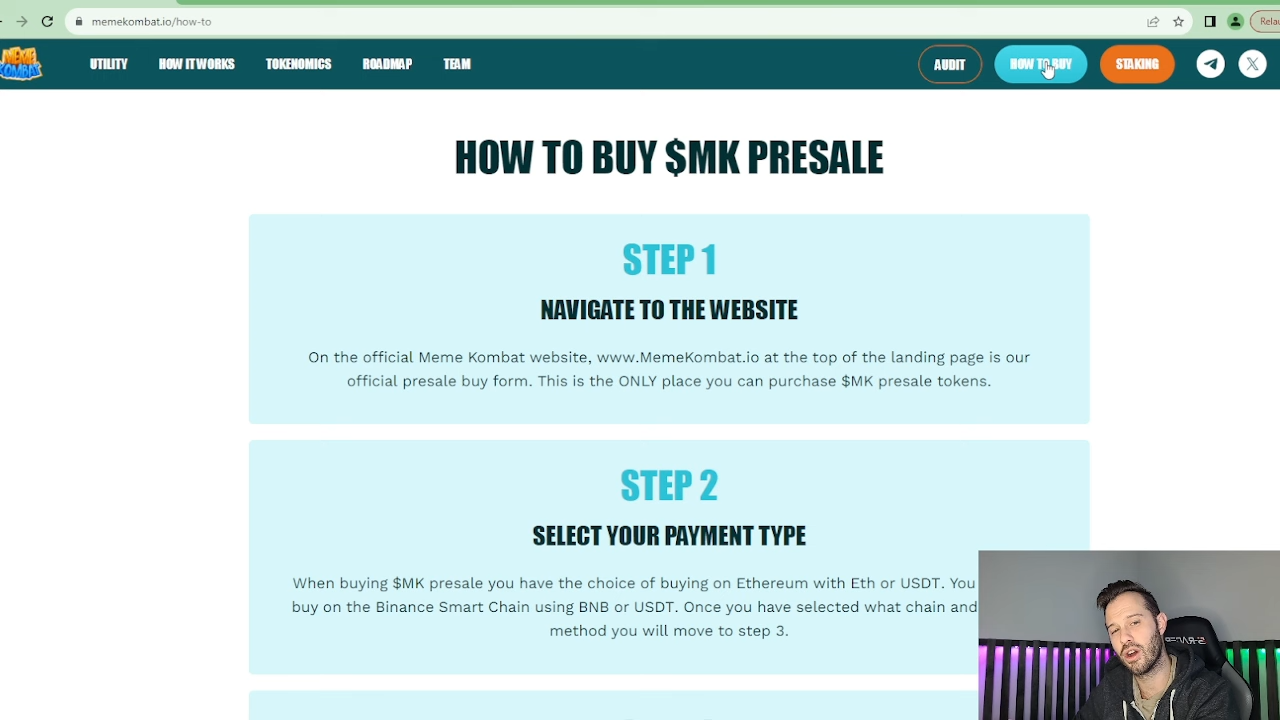 memekombat.io/how-to
Relau
MEME
KOMBAT
UTILITY
HOW IT WORKS
TOKENOMICS
ROADMAP
TEAM
AUDIT
HOW TO BUY
STAKING
HOW TO BUY $MK PRESALE
STEP 1
NAVIGATE TO THE WEBSITE
On the official Meme Kombat website, www.MemeKombat.io at the top of the landing page is our
official presale buy form. This is the ONLY place you can purchase $MK presale tokens.
STEP 2
SELECT YOUR PAYMENT TYPE
When buying $MK presale you have the choice of buying on Ethereum with Eth or USDT. You
buy on the Binance Smart Chain using BNB or USDT. Once you have selected what chain and
method you will move to step 3.